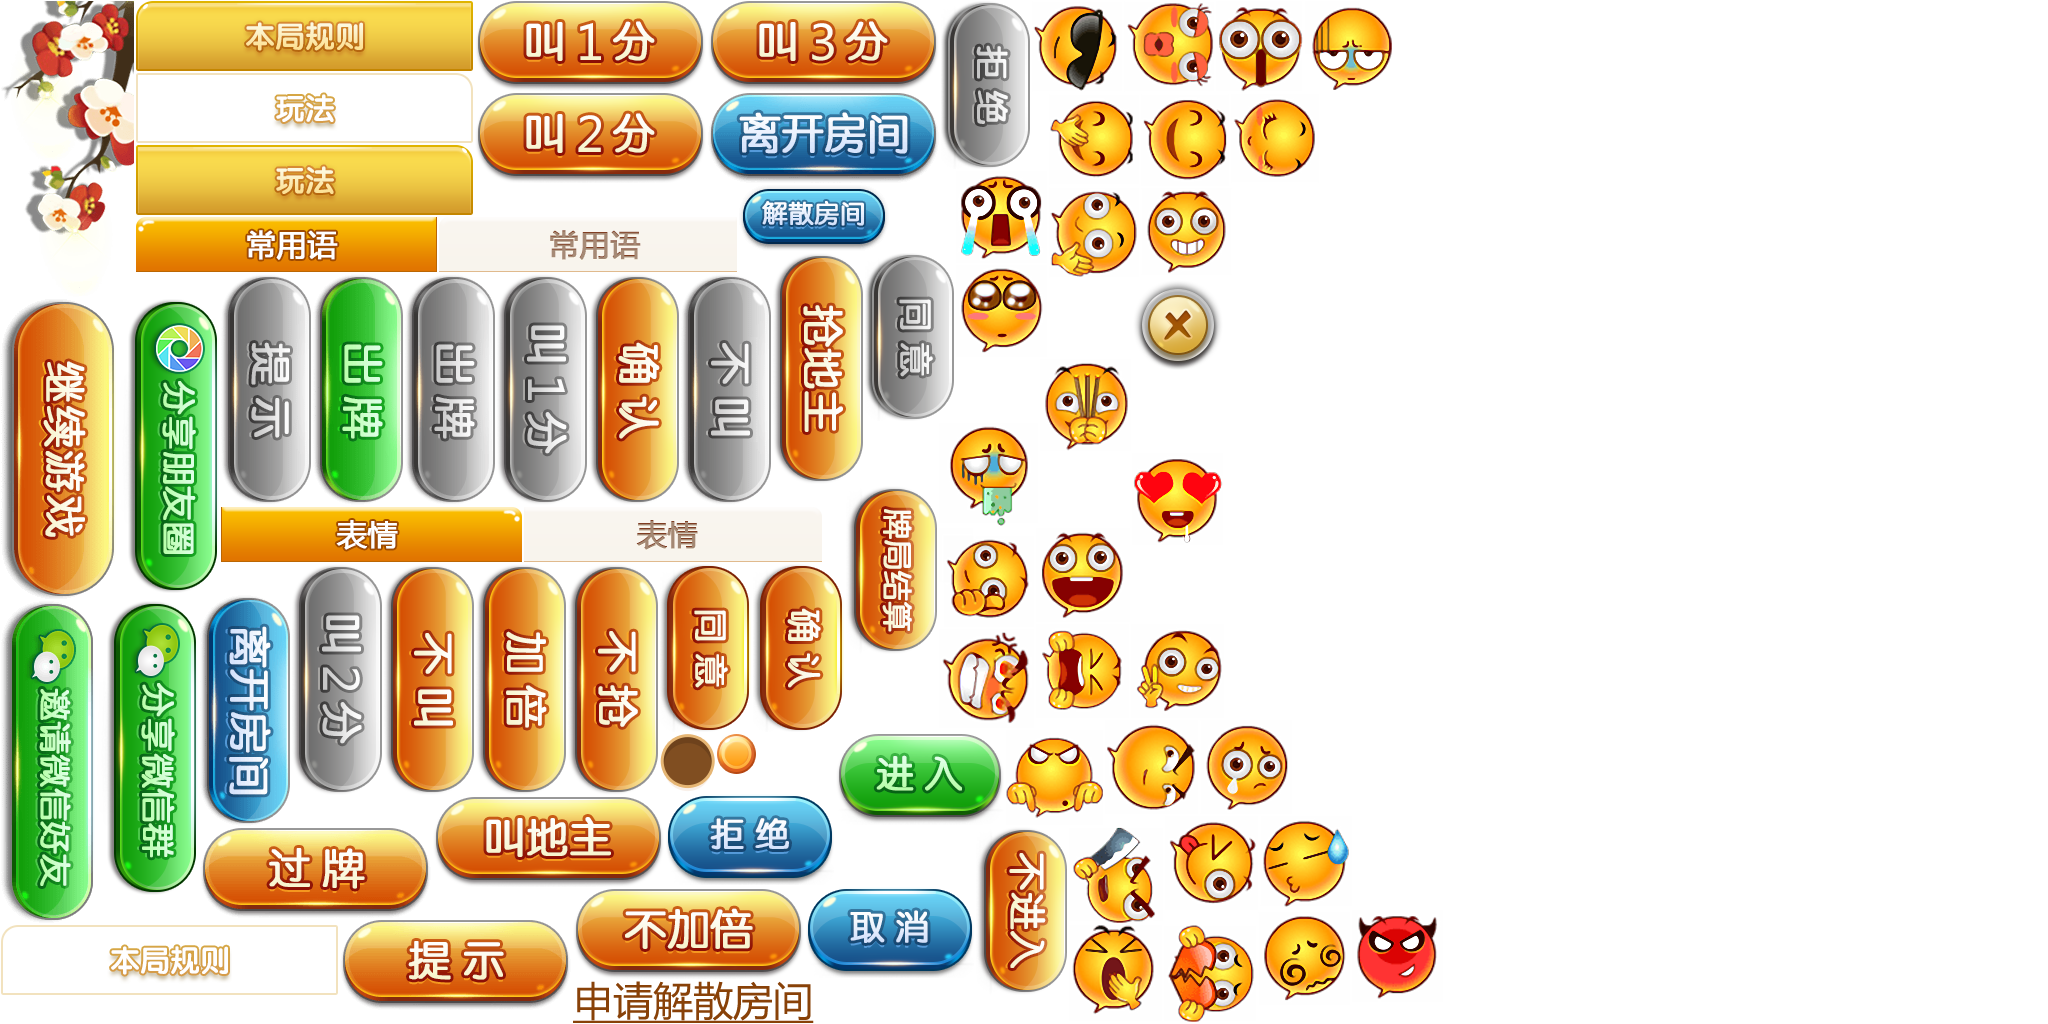 本局规则
叫1分
叫3分
拒绝
玩法
叫2分
离开房间
玩法
解散房间
常用语
常用语
继续游戏
分享朋友圈
提示
出牌
出牌
叫1分
确认
不叫
抢地主
同意
表情
表情
牌局结算
邀请微信好友
分享微信群
离开房间
叫2分
不叫
加倍
不抢
同意
确认
进入
过牌
叫地主
拒绝
不进入
本局规则
提示
不加倍
取消
申请解散房间